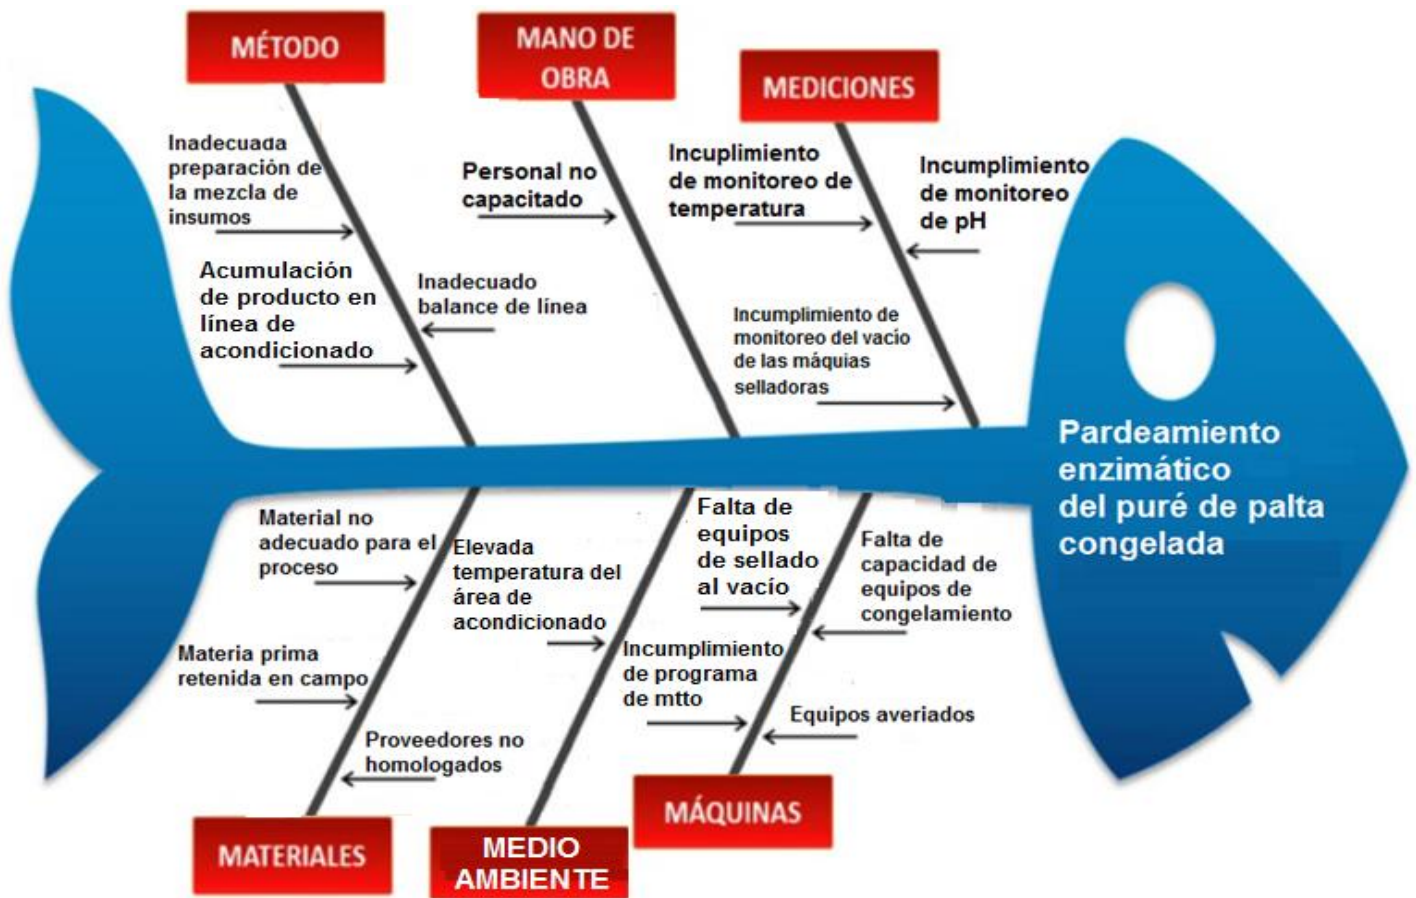 MÉTODO
MANO DE
OBRA
MEDICIONES
Inadecuada
preparación de
la mezcla de
insumos
Acumulación
de producto en
línea de
acondicionado
Inadecuado
balance de línea
Personal no
capacitado
Incuplimiento
de monitoreo de
temperatura
Incumplimiento
de monitoreo
de pH
Incumplimiento de
monitoreo del vacío
de las máquias
selladoras
Pardeamiento
enzimático
del puré de palta
congelada
Material no
adecuado para el
proceso
Materia prima
retenida en campo
Proveedores no
homologados
Elevada
temperatura del
área de
acondicionado
Falta de
equipos
de sellado
al vacío
Falta de
capacidad de
equipos de
congelamiento
Incumplimiento
de programa
de mtto
Equipos averiados
MATERIALES
MEDIO
AMBIENTE
MÁQUINAS